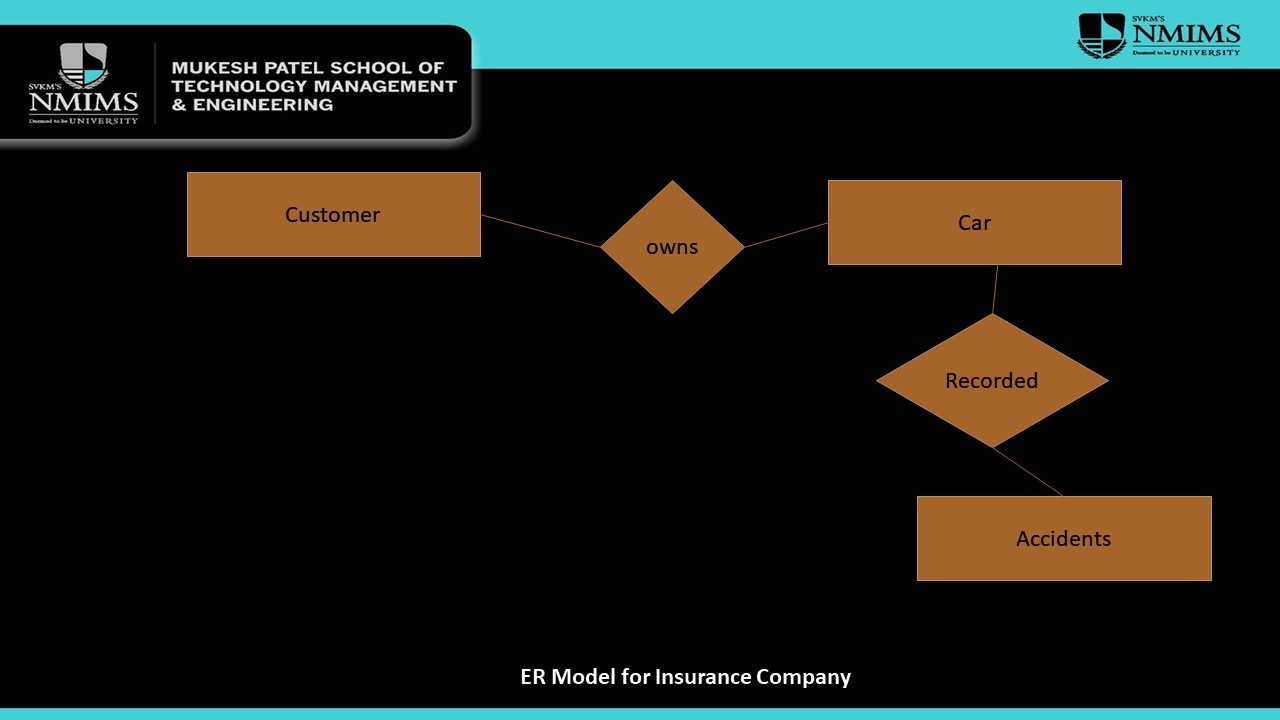 SVKM'S
NMIMS
Deemed to be UNIVERSITY
MUKESH PATEL SCHOOL OF
TECHNOLOGY MANAGEMENT
& ENGINEERING
SVKM'S
NMIMS
Deemed to be UNIVERSITY
Customer
owns
Car
Recorded
Accidents
ER Model for Insurance Company